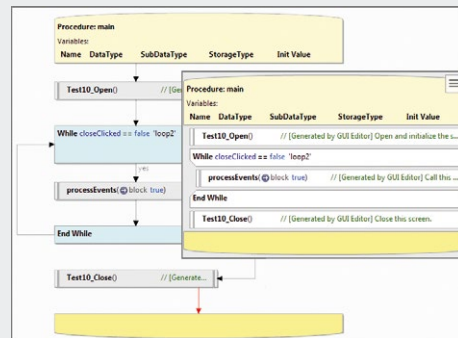 Procedure: main
Variables:
Name DataType SubDataType StorageType Init Value
Test10_Open() // [Ge
While closeClicked == false 'loop2'
yes
processEvents( block true)
End While
Test10_Close() // [Generate...
Procedure: main
Variables:
Name DataType SubDataType StorageType Init Value
Test10_Open() // [Generated by GUI Editor] Open and initialize the s...
While closeClicked == false 'loop2'
processEvents( block true) // [Generated by GUI Editor] Call this ...
End While
Test10_Close() // [Generated by GUI Editor] Close this screen.